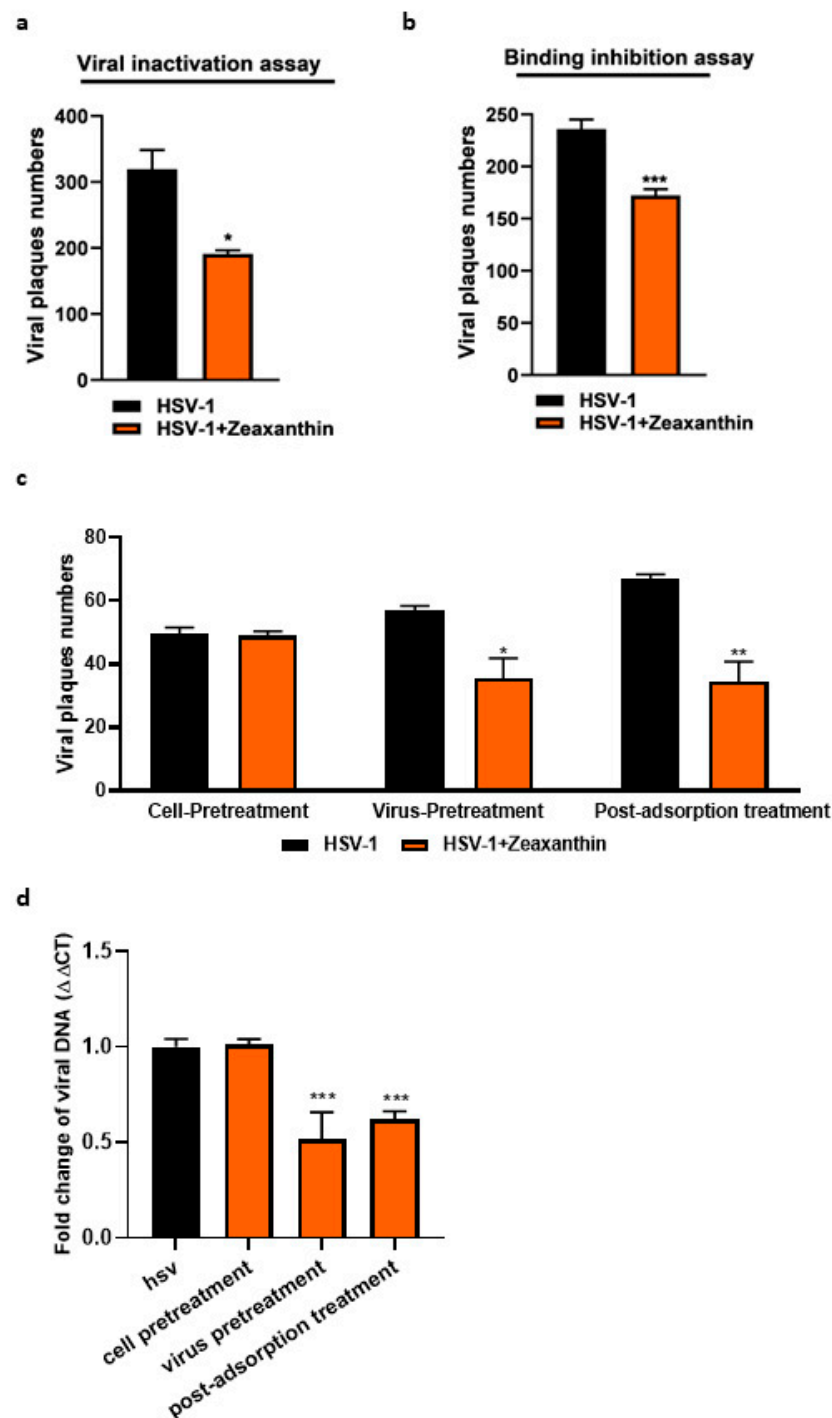 a
Viral inactivation assay
Viral plaques numbers
400
300
200
100
0
*
HSV-1
HSV-1+Zeaxanthin
b
Binding inhibition assay
Viral plaques numbers
250
200
150
100
50
0
***
HSV-1
HSV-1+Zeaxanthin
c
Viral plaques numbers
80
60
40
20
0
*
**
Cell-Pretreatment Virus-Pretreatment Post-adsorption treatment
HSV-1 HSV-1+Zeaxanthin
d
Fold change of viral DNA (ΔΔCT)
1.5
1.0
0.5
0.0
*** ***
hsv
cell pretreatment
virus pretreatment
post-adsorption treatment